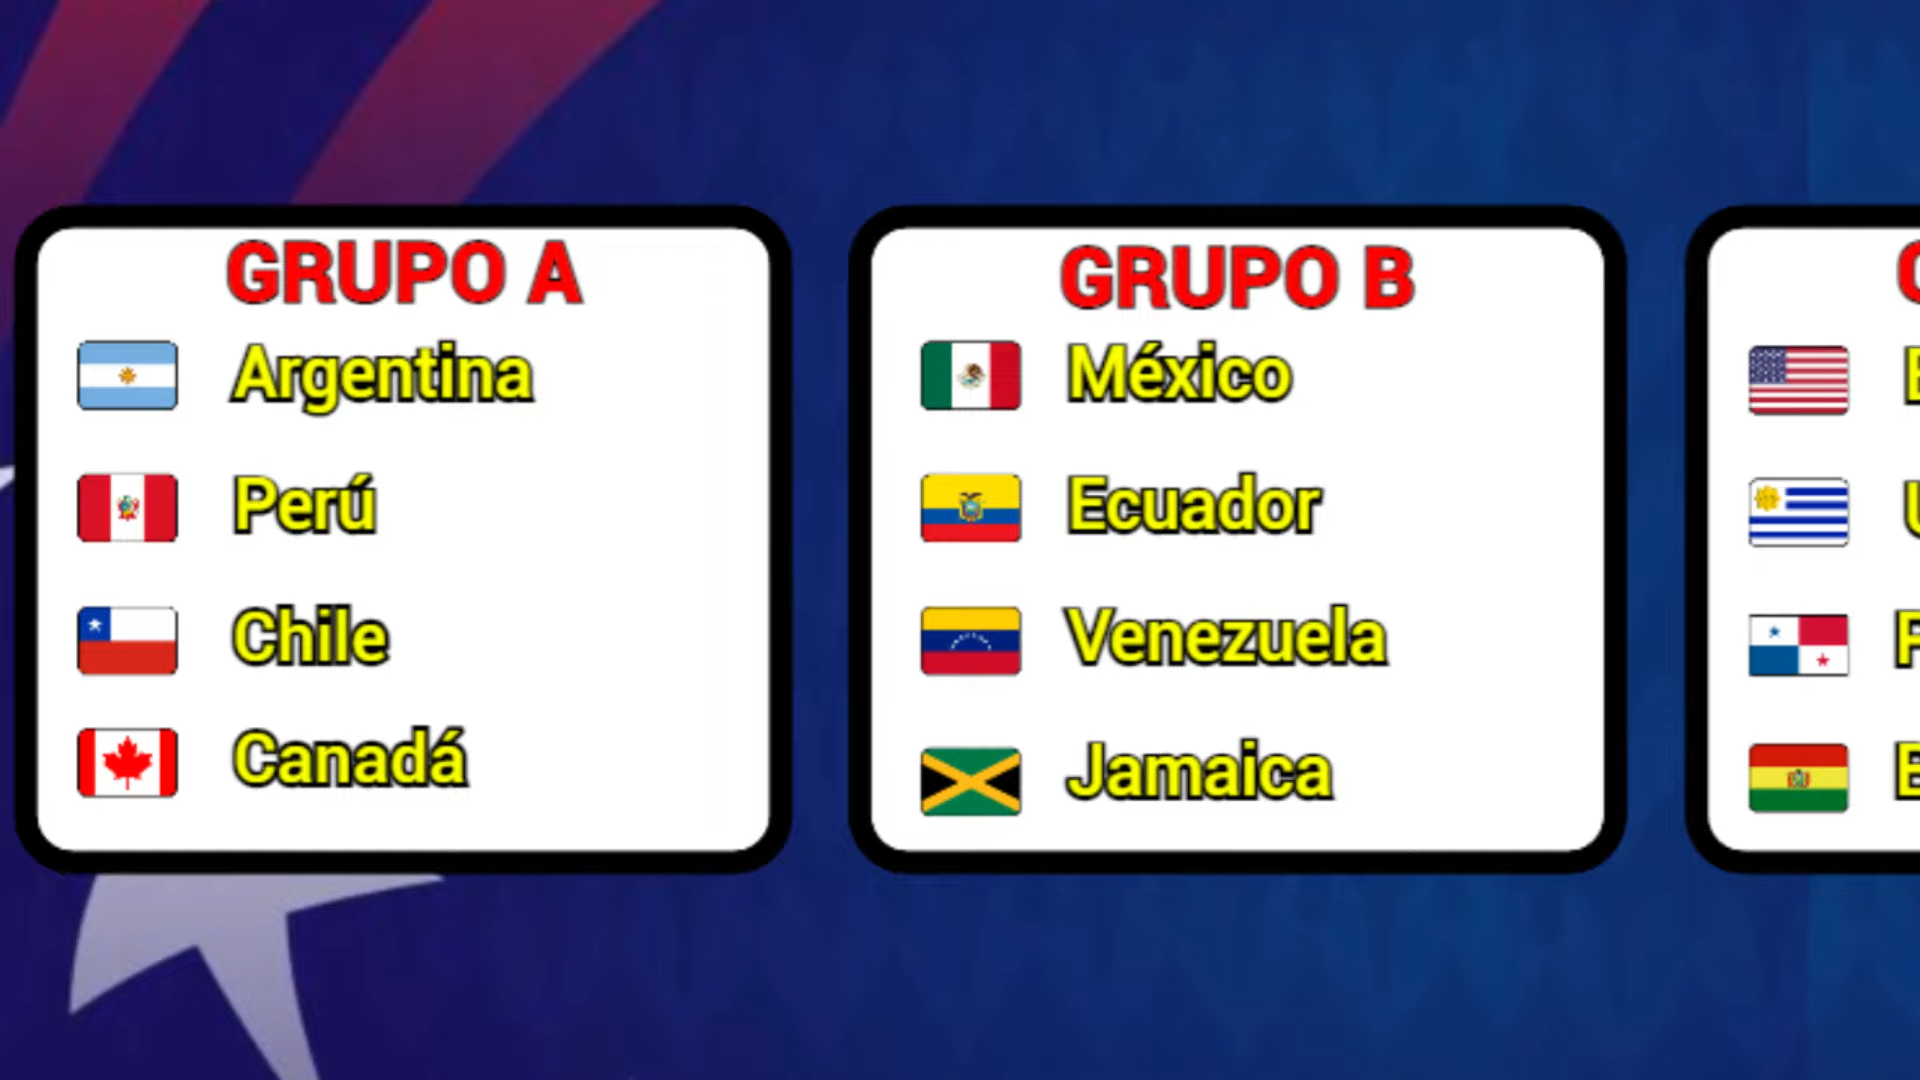 GRUPO A
Argentina
Perú
Chile
Canadá
GRUPO B
México
Ecuador
Venezuela
Jamaica